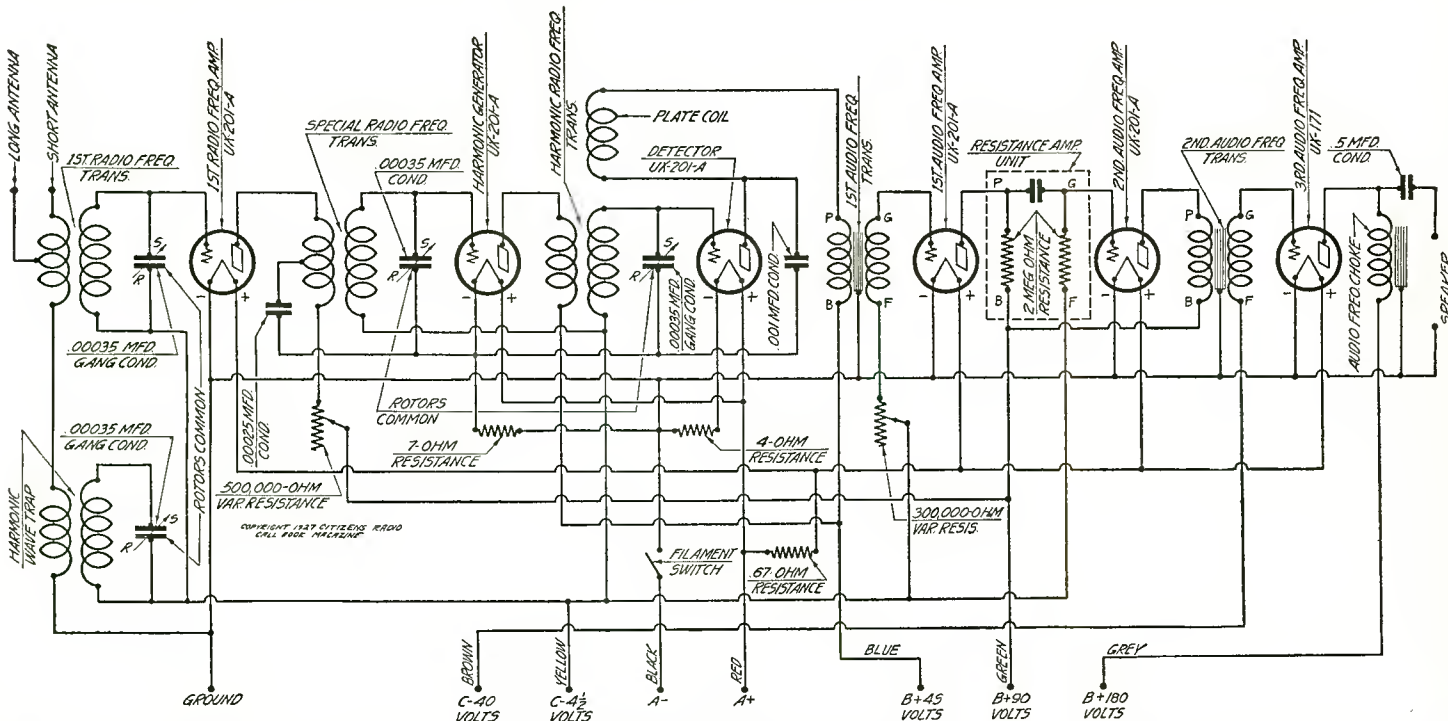 LONG ANTENNA
SHORT ANTENNA
1ST. RADIO FREQ.
TRANS.
1ST. RADIO FREQ. AMP.
UX-201-A
SPECIAL RADIO FREQ.
TRANS.
.00035 MFD.
COND.
HARMONIC GENERATOR
UX-201-A
HARMONIC RADIO FREQ.
TRANS.
PLATE COIL
DETECTOR
UX-201-A
1ST. AUDIO FREQ.
TRANS.
1ST. AUDIO FREQ. AMP.
UX-201-A
RESISTANCE AMP.
UNIT
2ND. AUDIO FREQ. AMP.
UX-201-A
2ND. AUDIO FREQ.
TRANS.
3RD. AUDIO FREQ. AMP.
UX-171
.5 MFD.
COND.
S
R
S
R
S
R
P
G
B
F
P
G
B
F
P
G
B
F
- +
- +
- +
- +
- +
- +
.00035 MFD.
GANG COND.
.001 MFD. COND.
2 MEG OHM
RESISTANCE
AUDIO FREQ. CHOKE
SPEAKER
.00035 MFD.
GANG COND.
ROTORS COMMON
.00025 MFD.
COND.
ROTORS
COMMON
.00035 MFD.
GANG COND.
7-OHM
RESISTANCE
4-OHM
RESISTANCE
500,000-OHM
VAR. RESISTANCE
300,000-OHM
VAR. RESIS.
HARMONIC
WAVE TRAP
S
R
COPYRIGHT 1927 CITIZENS RADIO
CALL BOOK MAGAZINE
FILAMENT
SWITCH
.67-OHM
RESISTANCE
BROWN
YELLOW
BLACK
RED
BLUE
GREEN
GREY
GROUND
C-40
VOLTS
C-4½
VOLTS
A-
A+
B+45
VOLTS
B+90
VOLTS
B+180
VOLTS